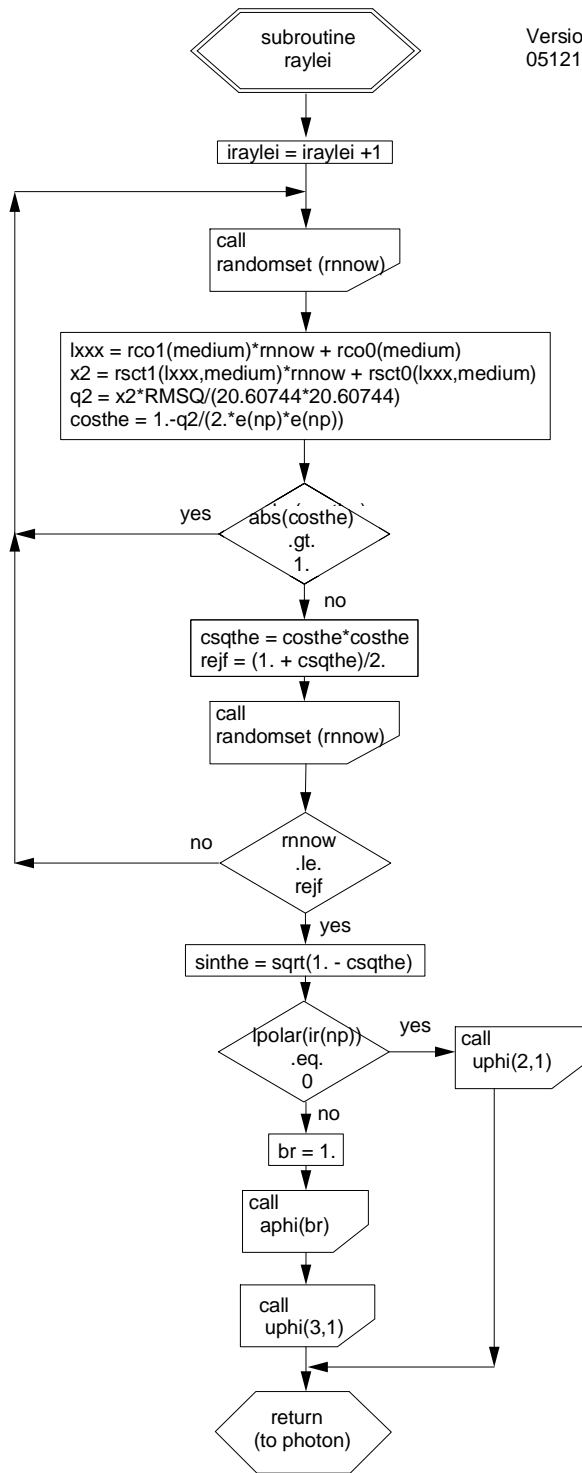 subroutine
raylei
Versio
05121
iraylei = iraylei +1
call
randomset (rnnow)
lxxx = rco1(medium)*rnnow + rco0(medium)
x2 = rsct1(lxxx,medium)*rnnow + rsct0(lxxx,medium)
q2 = x2*RMSQ/(20.60744*20.60744)
costhe = 1.-q2/(2.*e(np)*e(np))
yes
abs(costhe)
.gt.
1.
no
csqthe = costhe*costhe
rejf = (1. + csqthe)/2.
call
randomset (rnnow)
no
rnnow
.le.
rejf
yes
sinthe = sqrt(1. - csqthe)
lpolar(ir(np))
.eq.
0
yes
call
uphi(2,1)
no
br = 1.
call
aphi(br)
call
uphi(3,1)
return
(to photon)